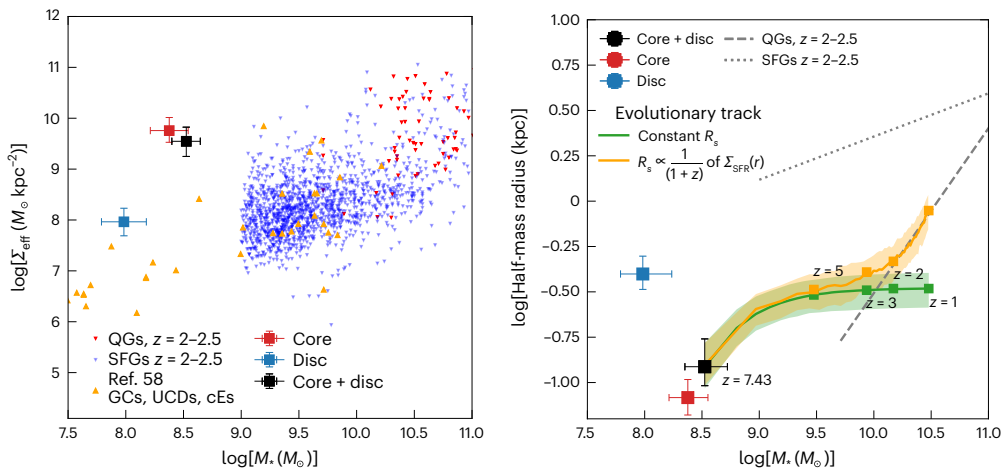 12
11
10
9
8
7
6
5
log[Σeff (M⊙ kpc−2)]
QGs, z = 2–2.5
SFGs z = 2–2.5
Ref. 58
GCs, UCDs, cEs
Core
Disc
Core + disc
7.5 8.0 8.5 9.0 9.5 10.0 10.5 11.0
log[M* (M⊙)]
1.00
0.75
0.50
0.25
0
−0.25
−0.50
−0.75
−1.00
log[Half-mass radius (kpc)]
Core + disc
Core
Disc
QGs, z = 2–2.5
SFGs z = 2–2.5
Evolutionary track
Constant Rs
Rs ∝ 1/(1 + z) of ΣSFR(r)
z = 5
z = 2
z = 3
z = 1
z = 7.43
7.5 8.0 8.5 9.0 9.5 10.0 10.5 11.0
log[M* (M⊙)]